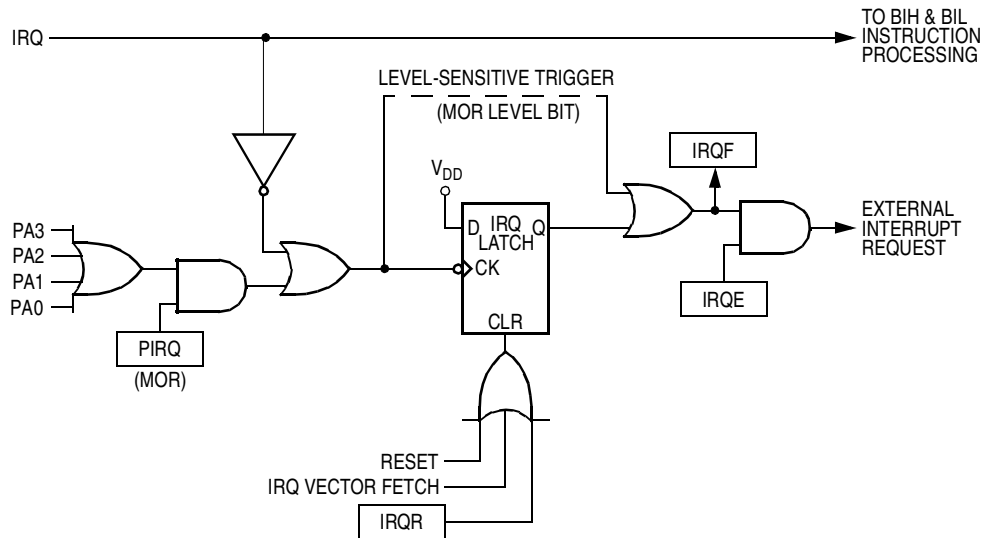 TO BIH & BIL
INSTRUCTION
PROCESSING
IRQ
LEVEL-SENSITIVE TRIGGER
(MOR LEVEL BIT)
IRQF
VDD
EXTERNAL
INTERRUPT
REQUEST
D IRQ Q
LATCH
CK
CLR
PA3
PA2
PA1
PA0
IRQE
PIRQ
(MOR)
RESET
IRQ VECTOR FETCH
IRQR